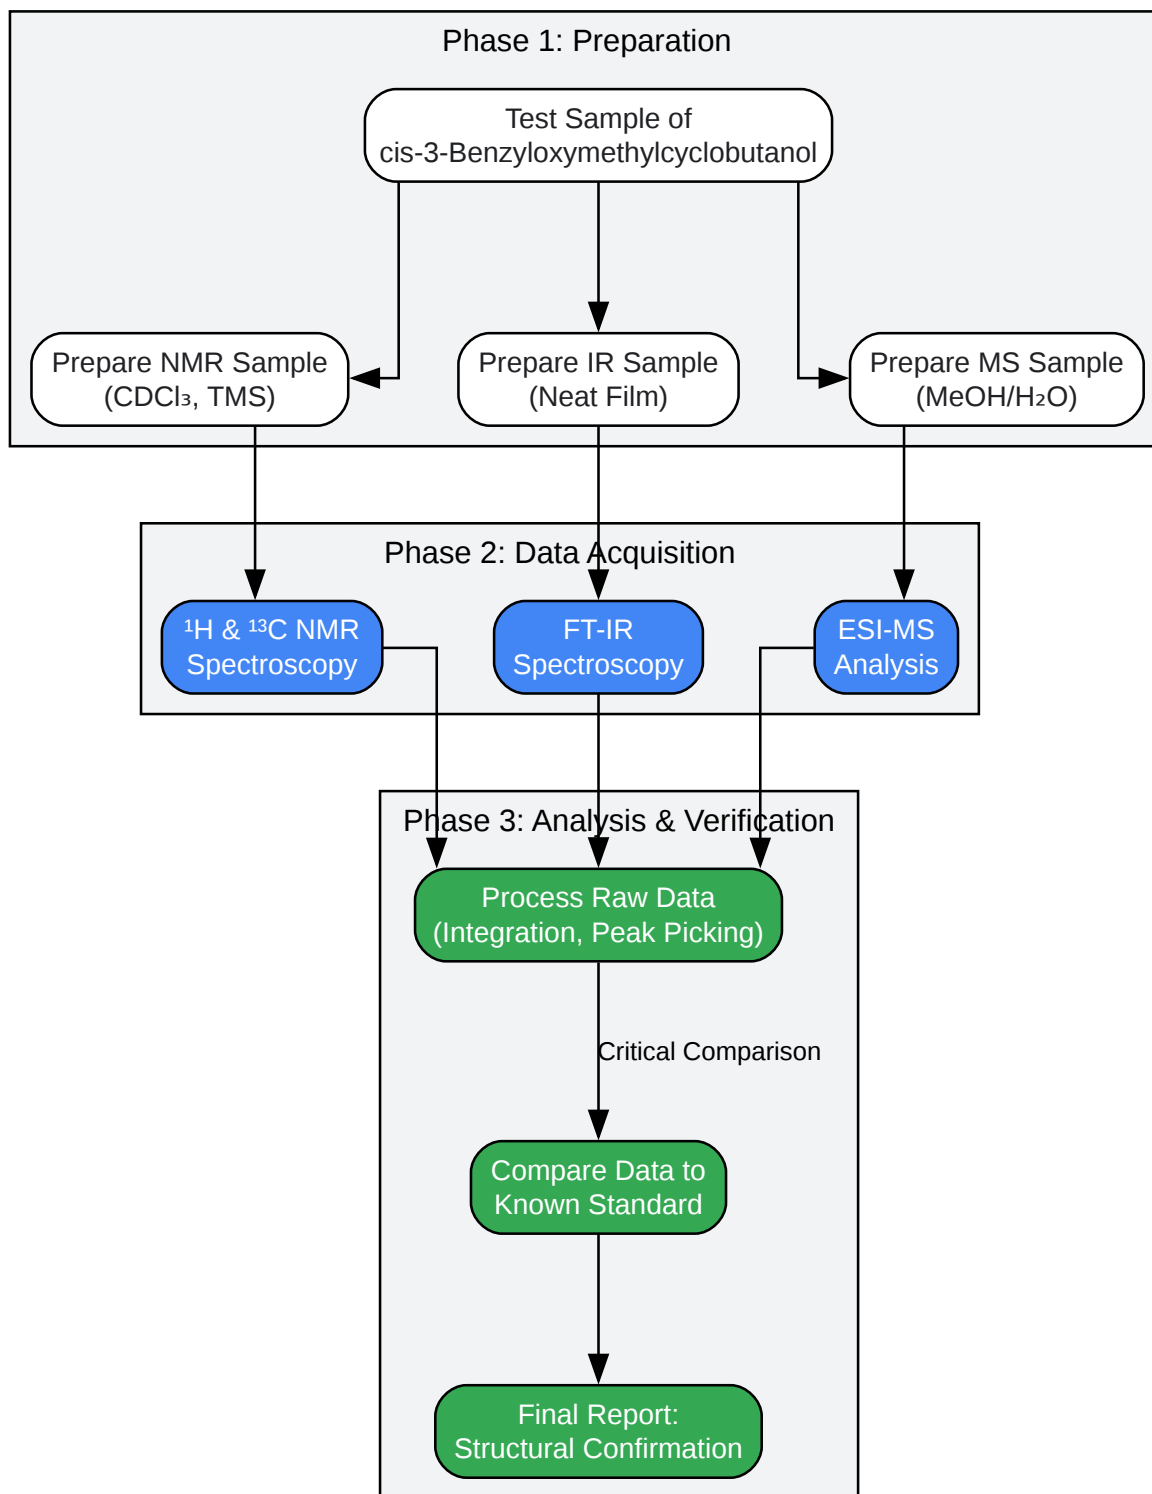 Phase 1: Preparation
Test Sample of
cis-3-Benzyloxymethylcyclobutanol
Prepare NMR Sample
(CDCl₃, TMS)
Prepare IR Sample
(Neat Film)
Prepare MS Sample
(MeOH/H₂O)
Phase 2: Data Acquisition
¹H & ¹³C NMR
Spectroscopy
FT-IR
Spectroscopy
ESI-MS
Analysis
Phase 3: Analysis & Verification
Process Raw Data
(Integration, Peak Picking)
Critical Comparison
Compare Data to
Known Standard
Final Report:
Structural Confirmation